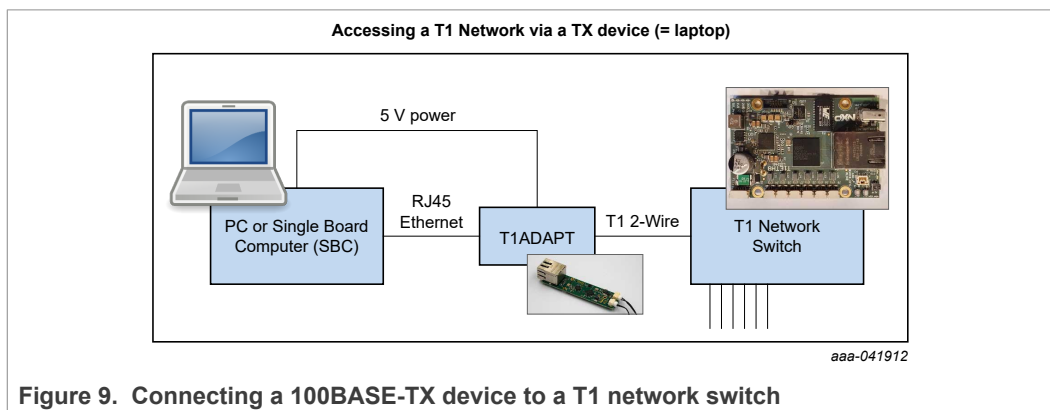 Accessing a T1 Network via a TX device (= laptop)
5 V power
PC or Single Board
Computer (SBC)
RJ45
Ethernet
T1ADAPT
T1 2-Wire
NXP
T1 Network
Switch
aaa-041912
Figure 9. Connecting a 100BASE-TX device to a T1 network switch